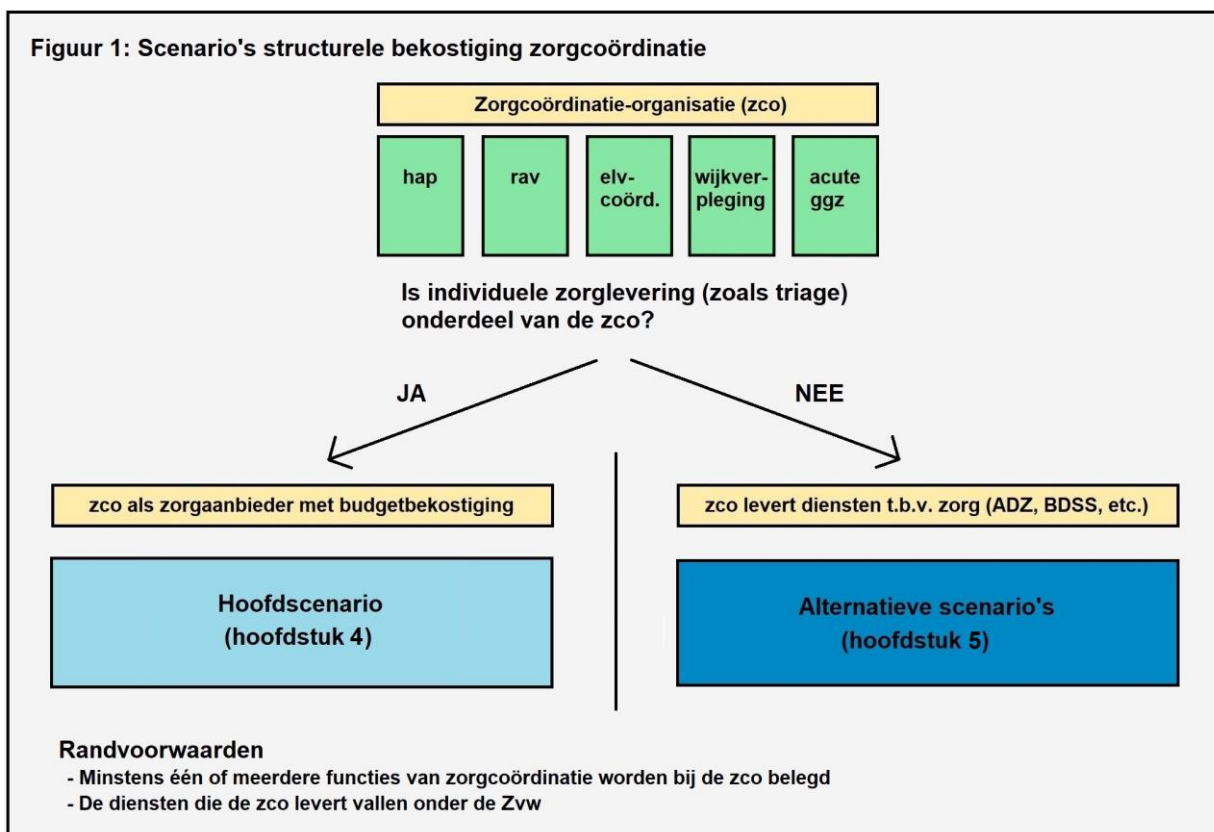 Figuur 1: Scenario's structurele bekostiging zorgcoördinatie
Zorgcoördinatie-organisatie (zco)
hap
rav
elv-
coörd.
wijkver-
pleging
acute
ggz
Is individuele zorglevering (zoals triage)
onderdeel van de zco?
JA
NEE
zco als zorgaanbieder met budgetbekostiging
zco levert diensten t.b.v. zorg (ADZ, BDSS, etc.)
Hoofdscenario
(hoofdstuk 4)
Alternatieve scenario's
(hoofdstuk 5)
Randvoorwaarden
- Minstens één of meerdere functies van zorgcoördinatie worden bij de zco belegd
- De diensten die de zco levert vallen onder de Zvw